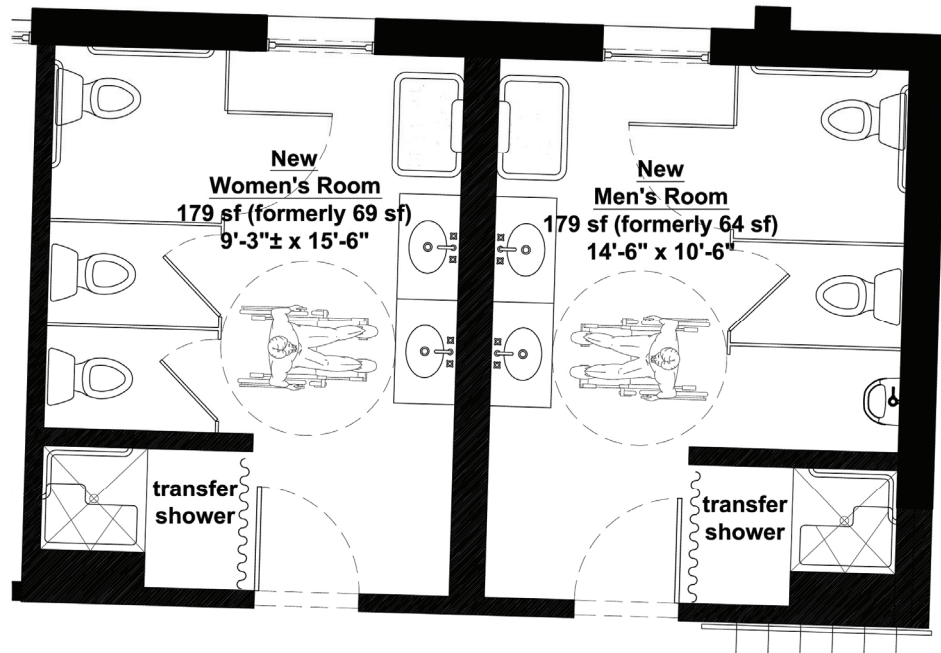 New
Women's Room
179 sf (formerly 69 sf)
9'-3"± x 15'-6"
New
Men's Room
179 sf (formerly 64 sf)
14'-6" x 10'-6"
transfer
shower
transfer
shower